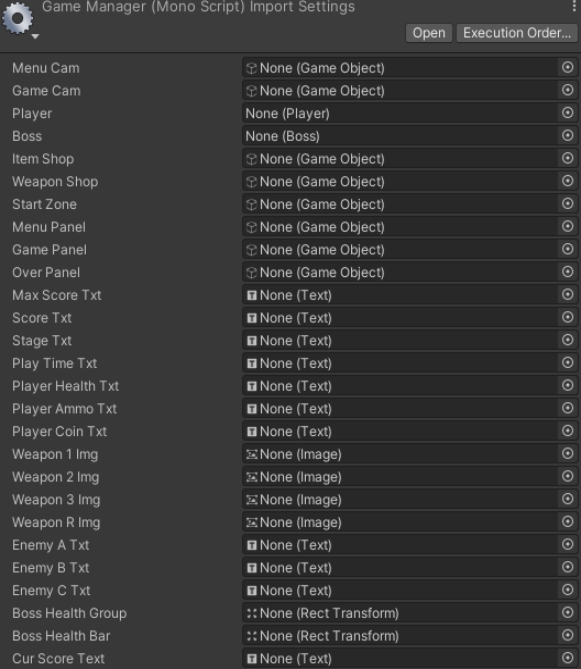 Game Manager (Mono Script) Import Settings
Open Execution Order...
Menu Cam None (Game Object)
Game Cam None (Game Object)
Player None (Player)
Boss None (Boss)
Item Shop None (Game Object)
Weapon Shop None (Game Object)
Start Zone None (Game Object)
Menu Panel None (Game Object)
Game Panel None (Game Object)
Over Panel None (Game Object)
Max Score Txt None (Text)
Score Txt None (Text)
Stage Txt None (Text)
Play Time Txt None (Text)
Player Health Txt None (Text)
Player Ammo Txt None (Text)
Player Coin Txt None (Text)
Weapon 1 Img None (Image)
Weapon 2 Img None (Image)
Weapon 3 Img None (Image)
Weapon R Img None (Image)
Enemy A Txt None (Text)
Enemy B Txt None (Text)
Enemy C Txt None (Text)
Boss Health Group None (Rect Transform)
Boss Health Bar None (Rect Transform)
Cur Score Text None (Text)